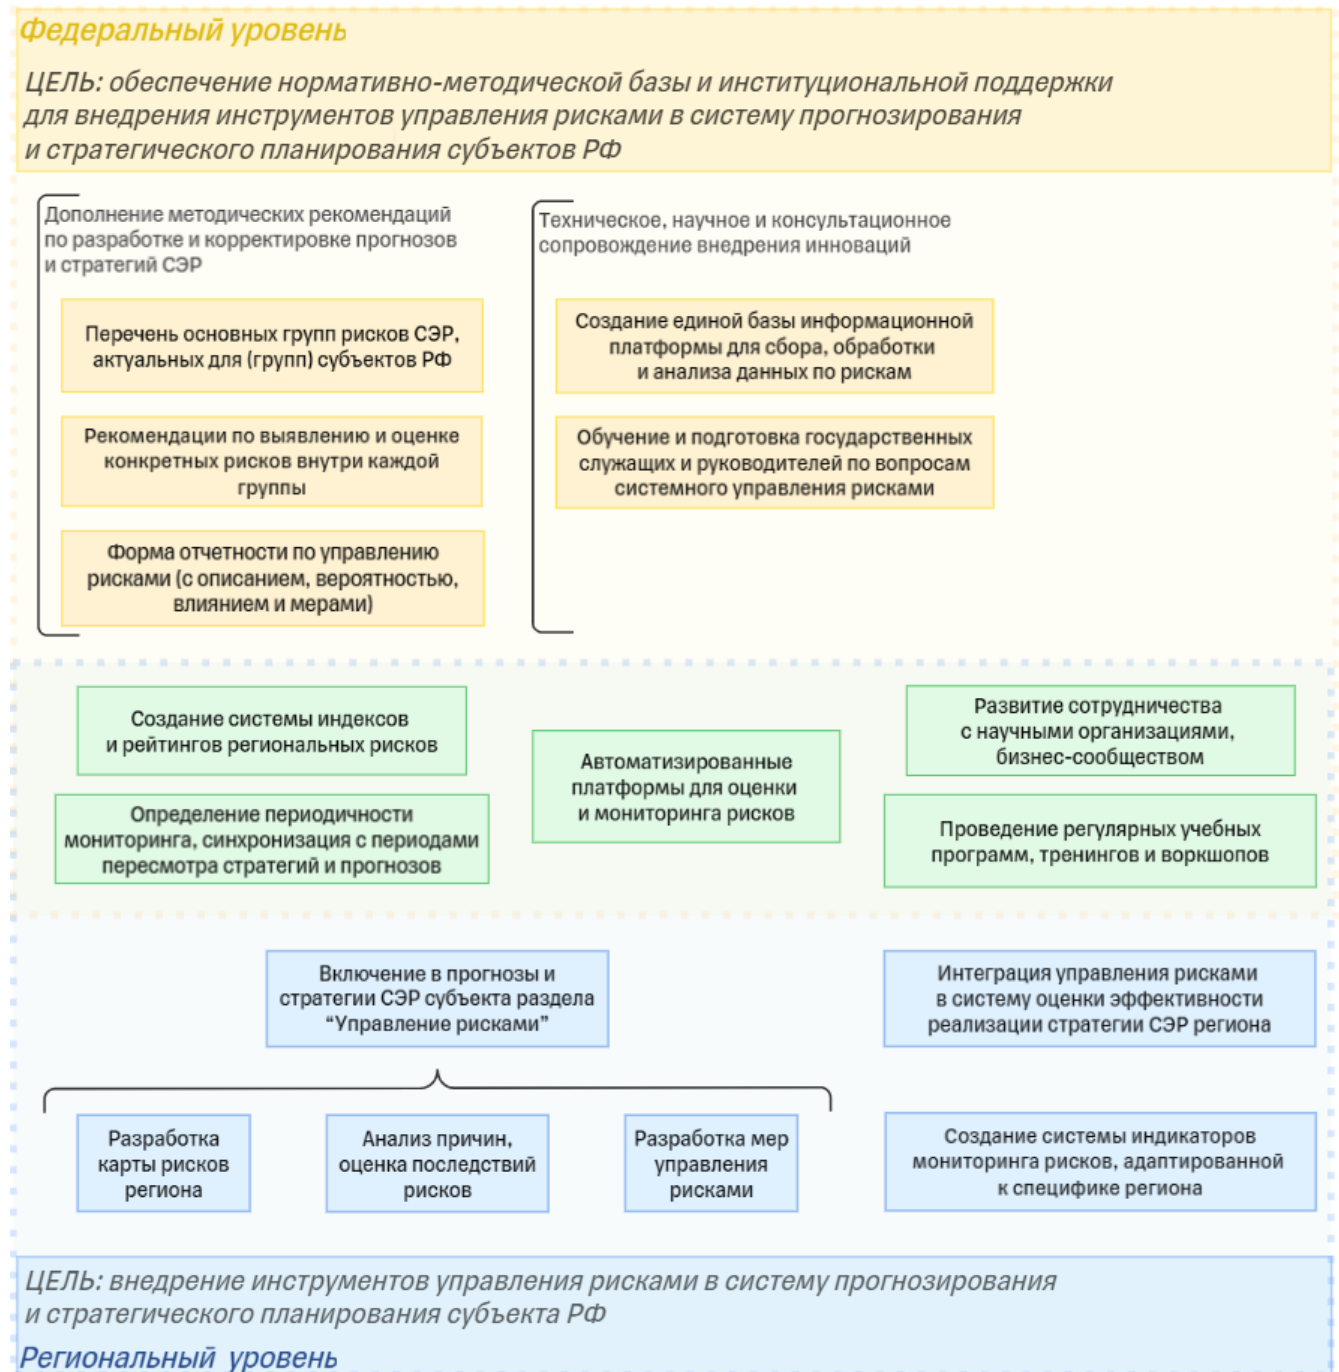 Федеральный уровень
ЦЕЛЬ: обеспечение нормативно-методической базы и институциональной поддержки
для внедрения инструментов управления рисками в систему прогнозирования
и стратегического планирования субъектов РФ
Дополнение методических рекомендаций
по разработке и корректировке прогнозов
и стратегий СЭР
Перечень основных групп рисков СЭР,
актуальных для (групп) субъектов РФ
Рекомендации по выявлению и оценке
конкретных рисков внутри каждой
группы
Форма отчетности по управлению
рисками (с описанием, вероятностью,
влиянием и мерами)
Техническое, научное и консультационное
сопровождение внедрения инноваций
Создание единой базы информационной
платформы для сбора, обработки
и анализа данных по рискам
Обучение и подготовка государственных
служащих и руководителей по вопросам
системного управления рисками
Создание системы индексов
и рейтингов региональных рисков
Определение периодичности
мониторинга, синхронизация с периодами
пересмотра стратегий и прогнозов
Автоматизированные
платформы для оценки
и мониторинга рисков
Развитие сотрудничества
с научными организациями,
бизнес-сообществом
Проведение регулярных учебных
программ, тренингов и воркшопов
Включение в прогнозы и
стратегии СЭР субъекта раздела
“Управление рисками”
Разработка
карты рисков
региона
Анализ причин,
оценка последствий
рисков
Разработка мер
управления
рисками
Интеграция управления рисками
в систему оценки эффективности
реализации стратегии СЭР региона
Создание системы индикаторов
мониторинга рисков, адаптированной
к специфике региона
ЦЕЛЬ: внедрение инструментов управления рисками в систему прогнозирования
и стратегического планирования субъекта РФ
Региональный уровень